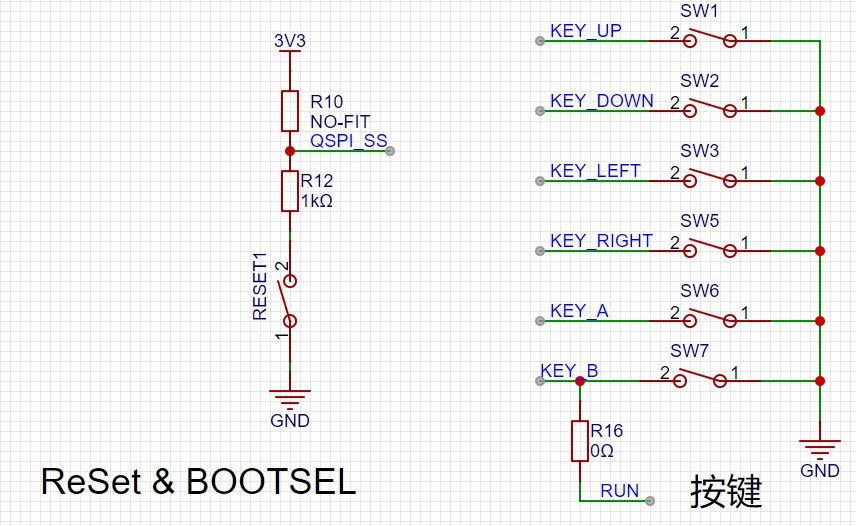 3V3
R10
NO-FIT
QSPI_SS
R12
1kΩ
RESET1
2
1
GND
ReSet & BOOTSEL
SW1
KEY_UP
2
1
SW2
KEY_DOWN
2
1
SW3
KEY_LEFT
2
1
SW5
KEY_RIGHT
2
1
SW6
KEY_A
2
1
SW7
KEY_B
2
1
R16
0Ω
RUN
GND
按键